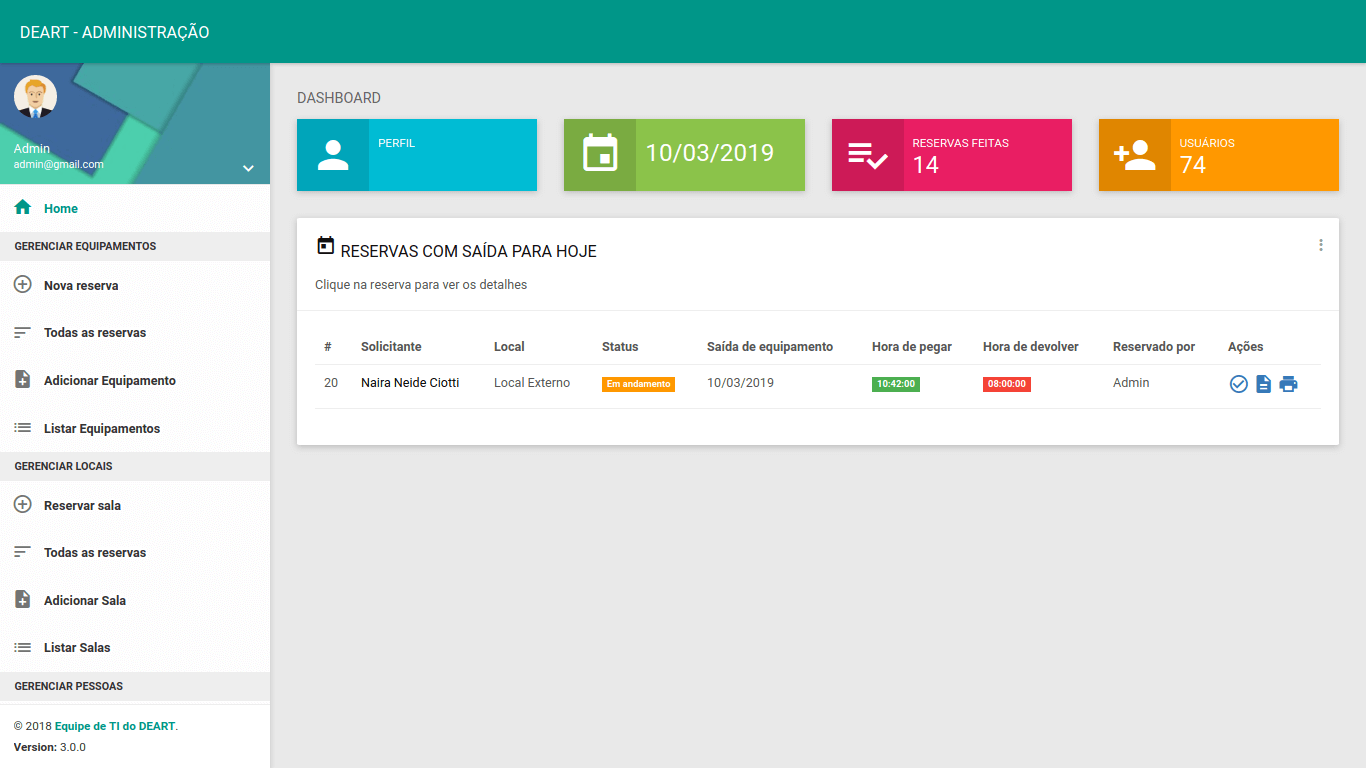 DEART - ADMINISTRAÇÃO
Admin
admin@gmail.com
Home
GERENCIAR EQUIPAMENTOS
Nova reserva
Todas as reservas
Adicionar Equipamento
Listar Equipamentos
GERENCIAR LOCAIS
Reservar sala
Todas as reservas
Adicionar Sala
Listar Salas
GERENCIAR PESSOAS
© 2018 Equipe de TI do DEART.
Version: 3.0.0
DASHBOARD
PERFIL
10/03/2019
RESERVAS FEITAS
14
USUÁRIOS
74
RESERVAS COM SAÍDA PARA HOJE
Clique na reserva para ver os detalhes
# Solicitante Local Status Saída de equipamento Hora de pegar Hora de devolver Reservado por Ações
20 Naira Neide Ciotti Local Externo Em andamento 10/03/2019 10:42:00 08:00:00 Admin